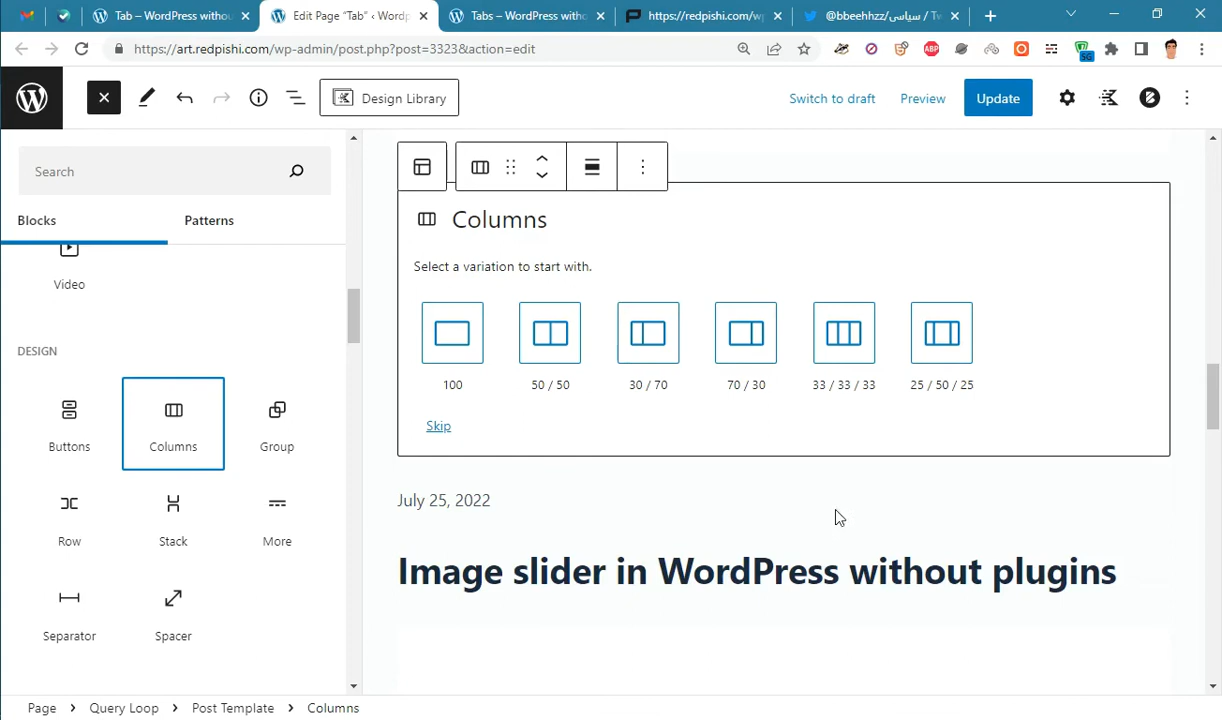 Tab – WordPress withou
Edit Page “Tab” ‹ Wordp
Tabs – WordPress witho
https://redpishi.com/wp
@bbeehhzz / سیاسی / Tw
https://art.redpishi.com/wp-admin/post.php?post=3323&action=edit
ABP
SG
Design Library
Switch to draft
Preview
Update
Search
Blocks
Patterns
Video
DESIGN
Buttons
Columns
Group
Row
Stack
More
Separator
Spacer
Columns
Select a variation to start with.
100
50 / 50
30 / 70
70 / 30
33 / 33 / 33
25 / 50 / 25
Skip
July 25, 2022
Image slider in WordPress without plugins
Page
Query Loop
Post Template
Columns